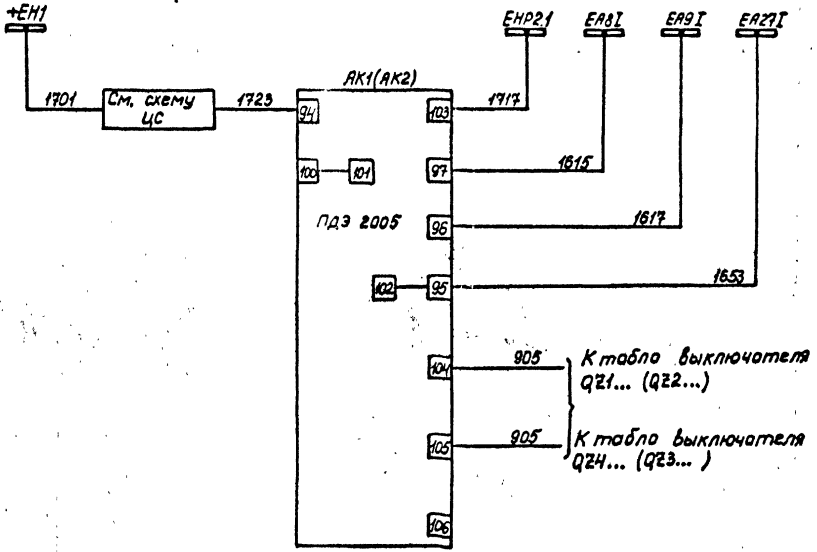 +EH1
EHP2.1
EA8I
EA9I
EA27I
АК1(АК2)
1701
См. схему
ЦС
1723
94
103
1717
100
101
97
1615
ПДЭ 2005
96
1617
102
95
1653
104
905
К табло выключателя
QZ1... (QZ2...)
105
905
К табло выключателя
QZ4... (QZ3...)
106